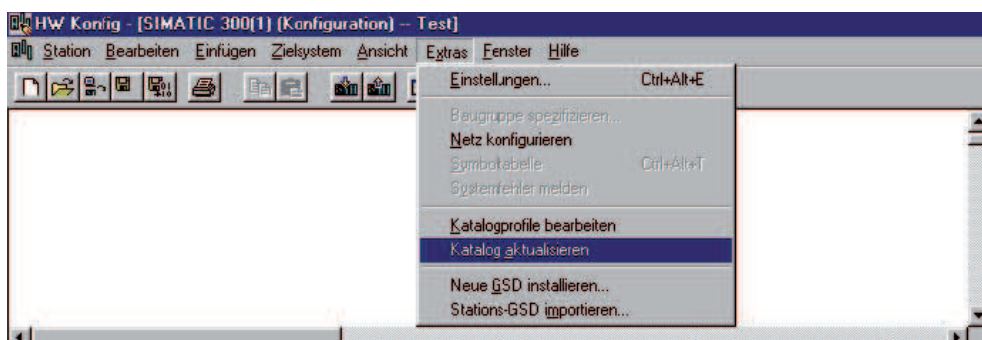 HW Konfig - [SIMATIC 300(1) (Konfiguration) -- Test]
Station Bearbeiten Einfügen Zielsystem Ansicht Extras Fenster Hilfe
Einstellungen... Ctrl+Alt+E
Baugruppe spezifizieren...
Netz konfigurieren
Symboltabelle Ctrl+Alt+T
Systemfehler melden
Katalogprofile bearbeiten
Katalog aktualisieren
Neue GSD installieren...
Stations-GSD importieren...